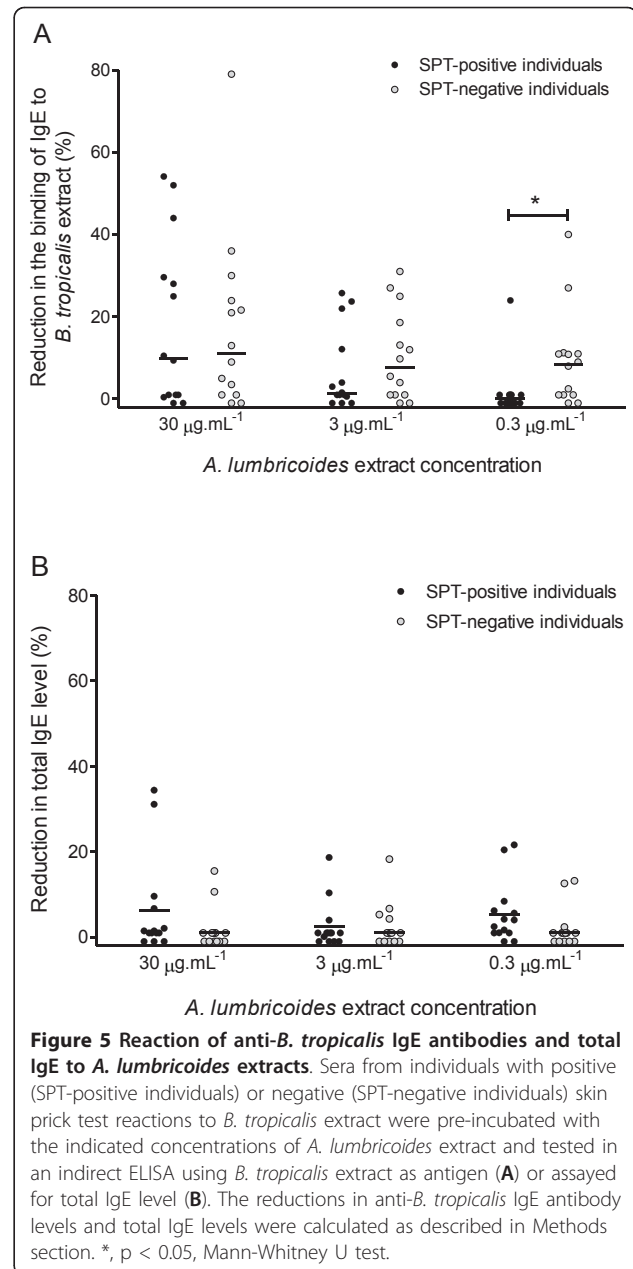 A
80
60
40
20
0
Reduction in the binding of IgE to
B. tropicalis extract (%)
SPT-positive individuals
SPT-negative individuals
*
30 µg.mL-1
3 µg.mL-1
0.3 µg.mL-1
A. lumbricoides extract concentration
B
80
60
40
20
0
Reduction in total IgE level (%)
SPT-positive individuals
SPT-negative individuals
30 µg.mL-1
3 µg.mL-1
0.3 µg.mL-1
A. lumbricoides extract concentration
Figure 5 Reaction of anti-B. tropicalis IgE antibodies and total
IgE to A. lumbricoides extracts. Sera from individuals with positive
(SPT-positive individuals) or negative (SPT-negative individuals) skin
prick test reactions to B. tropicalis extract were pre-incubated with
the indicated concentrations of A. lumbricoides extract and tested in
an indirect ELISA using B. tropicalis extract as antigen (A) or assayed
for total IgE level (B). The reductions in anti-B. tropicalis IgE antibody
levels and total IgE levels were calculated as described in Methods
section. *, p < 0.05, Mann-Whitney U test.